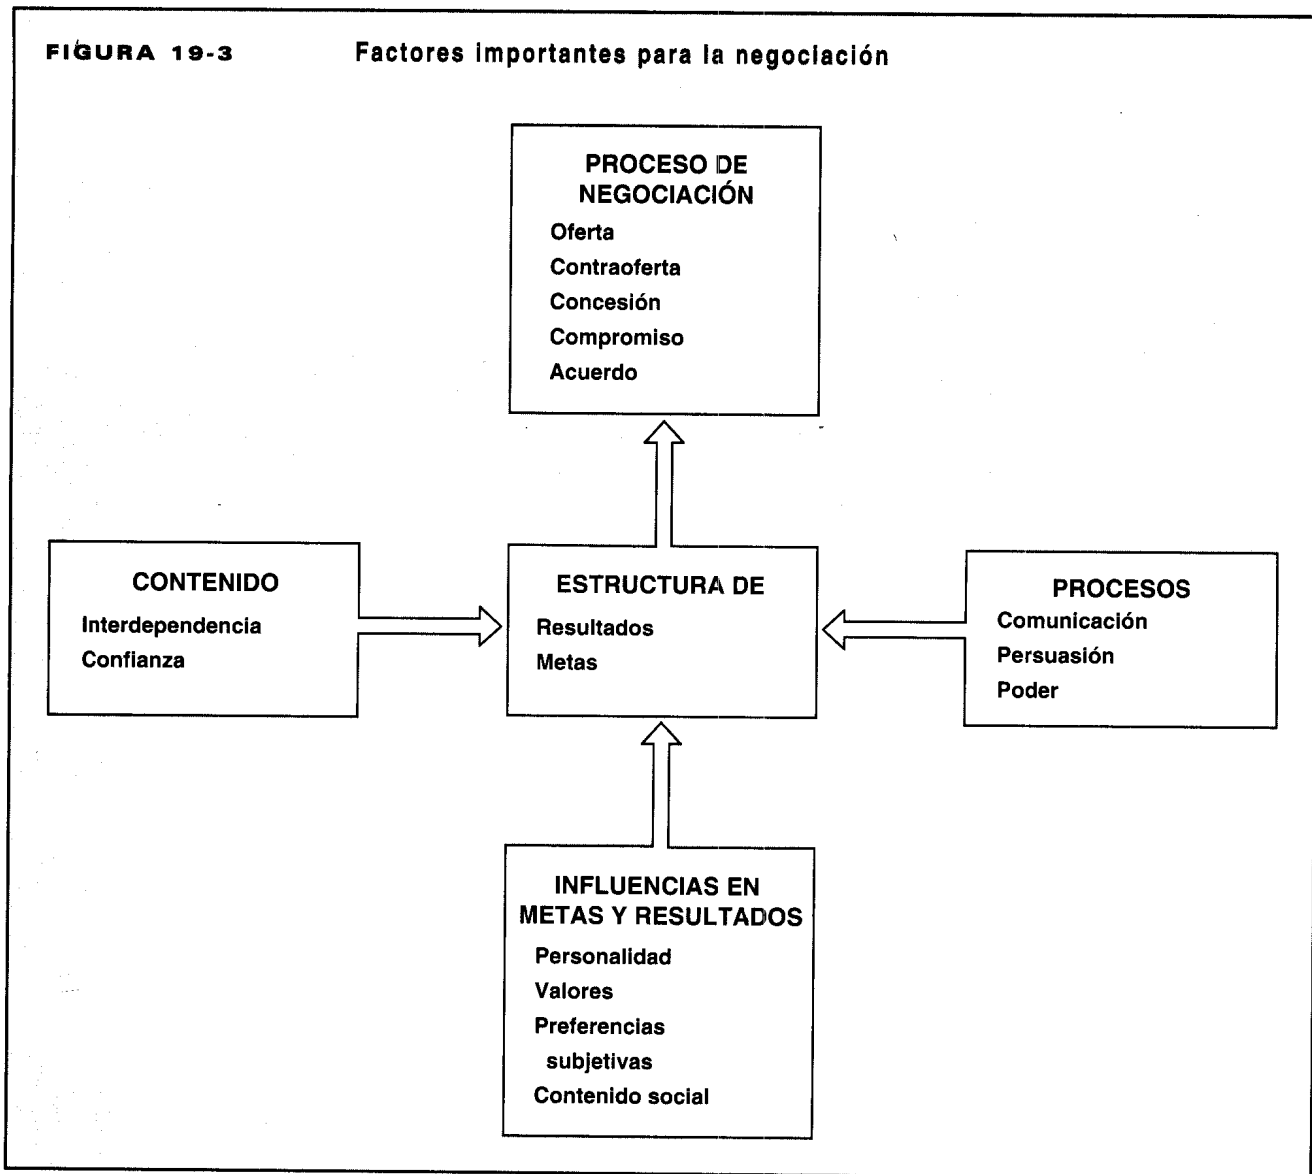 FIGURA 19-3 Factores importantes para la negociación
PROCESO DE
NEGOCIACIÓN
Oferta
Contraoferta
Concesión
Compromiso
Acuerdo
CONTENIDO
Interdependencia
Confianza
ESTRUCTURA DE
Resultados
Metas
PROCESOS
Comunicación
Persuasión
Poder
INFLUENCIAS EN
METAS Y RESULTADOS
Personalidad
Valores
Preferencias
subjetivas
Contenido social